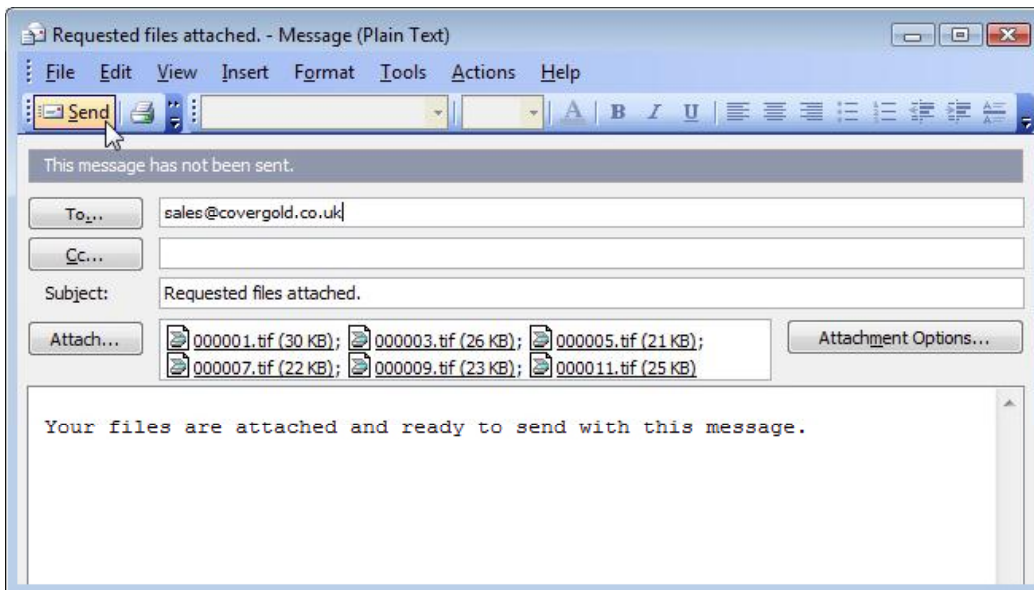 Requested files attached. - Message (Plain Text)
File Edit View Insert Format Tools Actions Help
Send A B I U
This message has not been sent.
To... sales@covergold.co.uk
Cc...
Subject: Requested files attached.
Attach... 000001.tif (30 KB); 000003.tif (26 KB); 000005.tif (21 KB); Attachment Options...
000007.tif (22 KB); 000009.tif (23 KB); 000011.tif (25 KB)
Your files are attached and ready to send with this message.